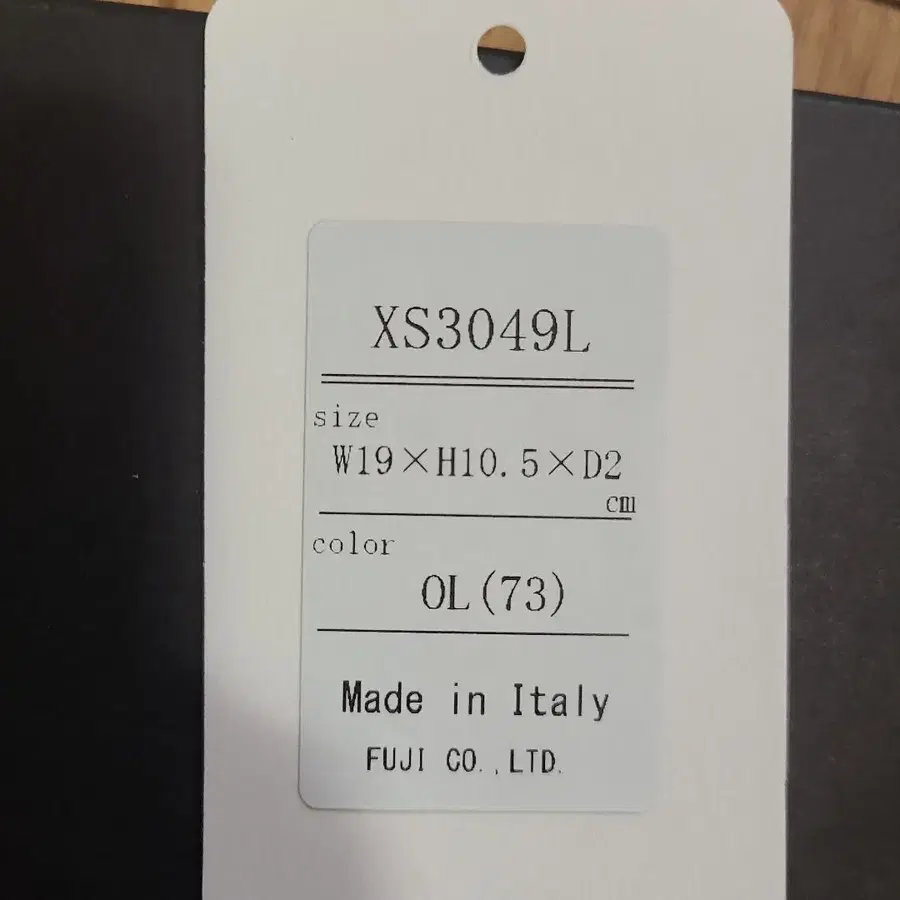 XS3049L
size
W19×H10.5×D2
cm
color
OL(73)
Made in Italy
FUJI CO.,LTD.